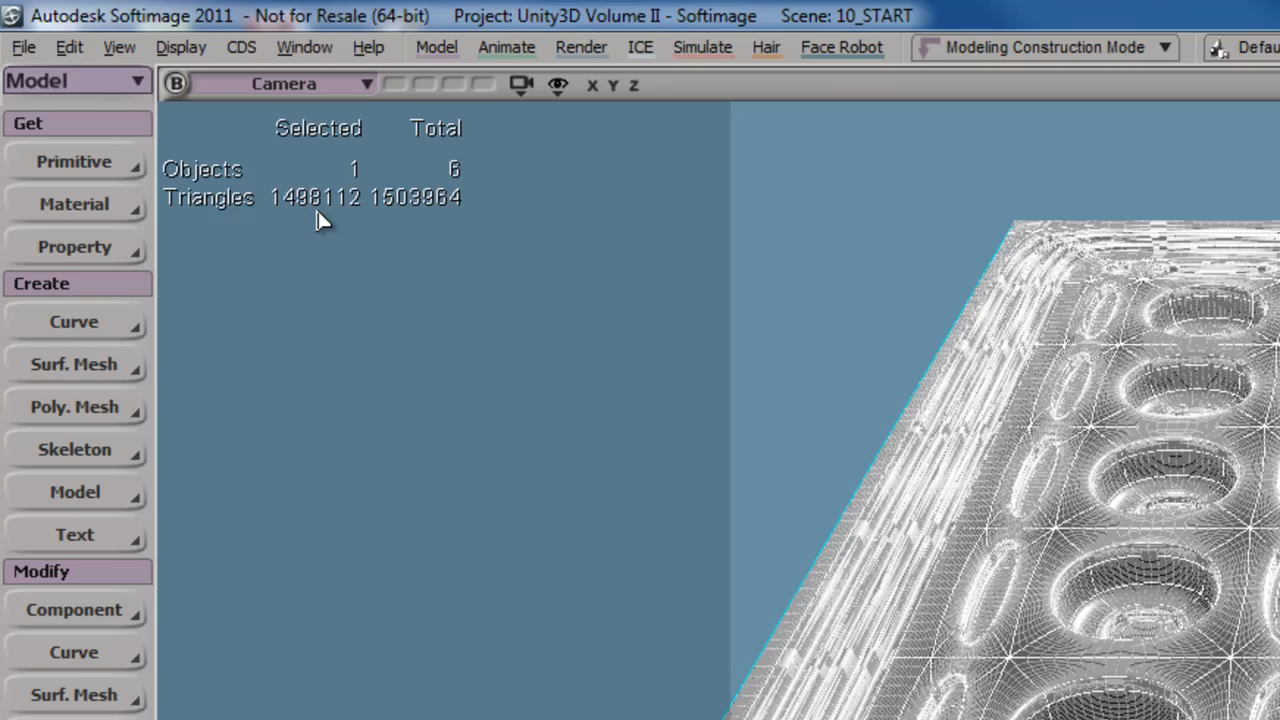 Autodesk Softimage 2011 - Not for Resale (64-bit) Project: Unity3D Volume II - Softimage Scene: 10_START
File Edit View Display CDS Window Help Model Animate Render ICE Simulate Hair Face Robot Modeling Construction Mode Defau
Model B Camera X Y Z
Get
Selected Total
Primitive
Objects 1 6
Triangles 1498112 1503964
Material
Property
Create
Curve
Surf. Mesh
Poly. Mesh
Skeleton
Model
Text
Modify
Component
Curve
Surf. Mesh